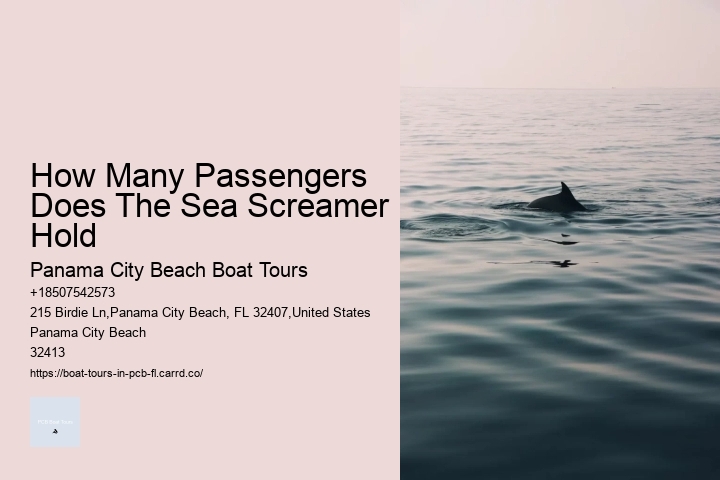 How Many Passengers
Does The Sea Screamer
Hold
Panama City Beach Boat Tours
+18507542573
215 Birdie Ln,Panama City Beach, FL 32407,United States
Panama City Beach
32413
https://boat-tours-in-pcb-fl.carrd.co/